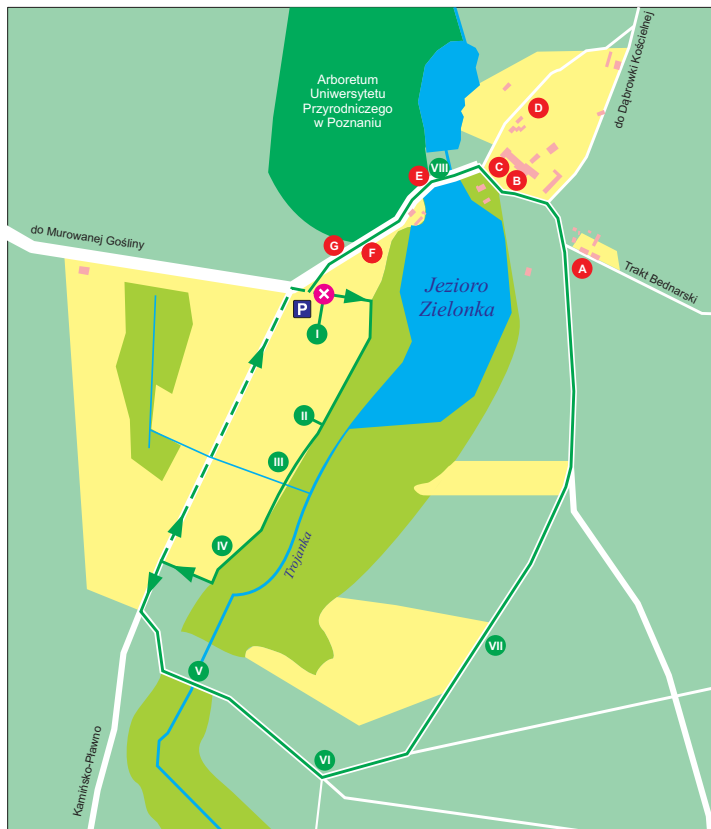 Arboretum
Uniwersytetu
Przyrodniczego
w Poznaniu
do Dąbrowki Kościelnej
D
C
B
E
VIII
G
F
A
do Murowanej Gośliny
Trakt Bednarski
Jezioro
Zielonka
P
I
II
III
IV
Trojanka
V
VI
VII
Kamińsko-Pławno